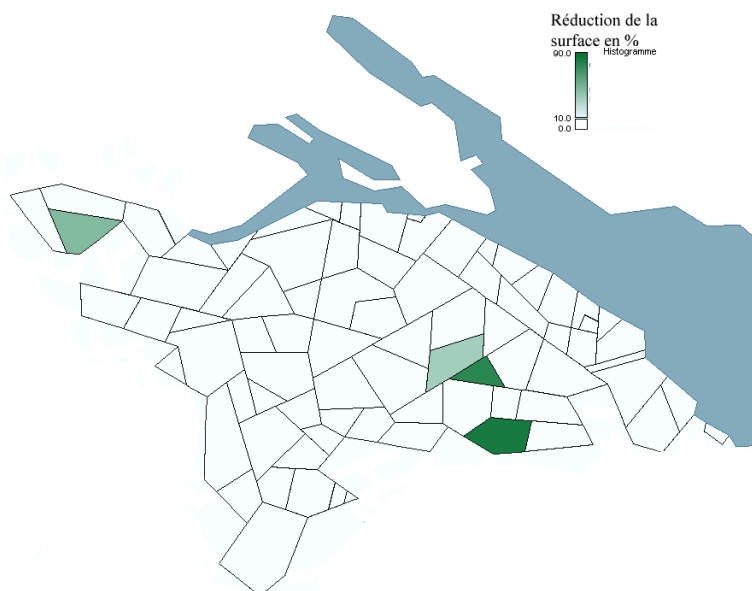 Réduction de la
surface en %
90.0
Histogramme
10.0
0.0